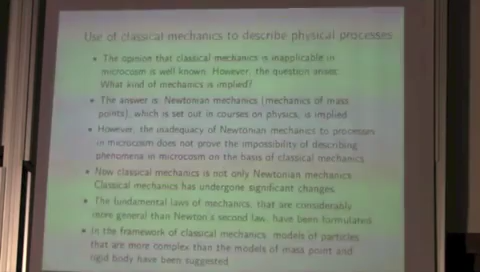 Use of classical mechanics to describe physical processes
• The opinion that classical mechanics is inapplicable in
microcosm is well known. However, the question arises:
What kind of mechanics is implied?
• The answer is: Newtonian mechanics (mechanics of mass
points), which is set out in courses on physics, is implied.
• However, the inadequacy of Newtonian mechanics to processes
in microcosm does not prove the impossibility of describing
phenomena in microcosm on the basis of classical mechanics.
• Now classical mechanics is not only Newtonian mechanics.
Classical mechanics has undergone significant changes.
• The fundamental laws of mechanics, that are considerably
more general than Newton's second law, have been formulated.
• In the framework of classical mechanics, models of particles
that are more complex than the models of mass point and
rigid body have been suggested.